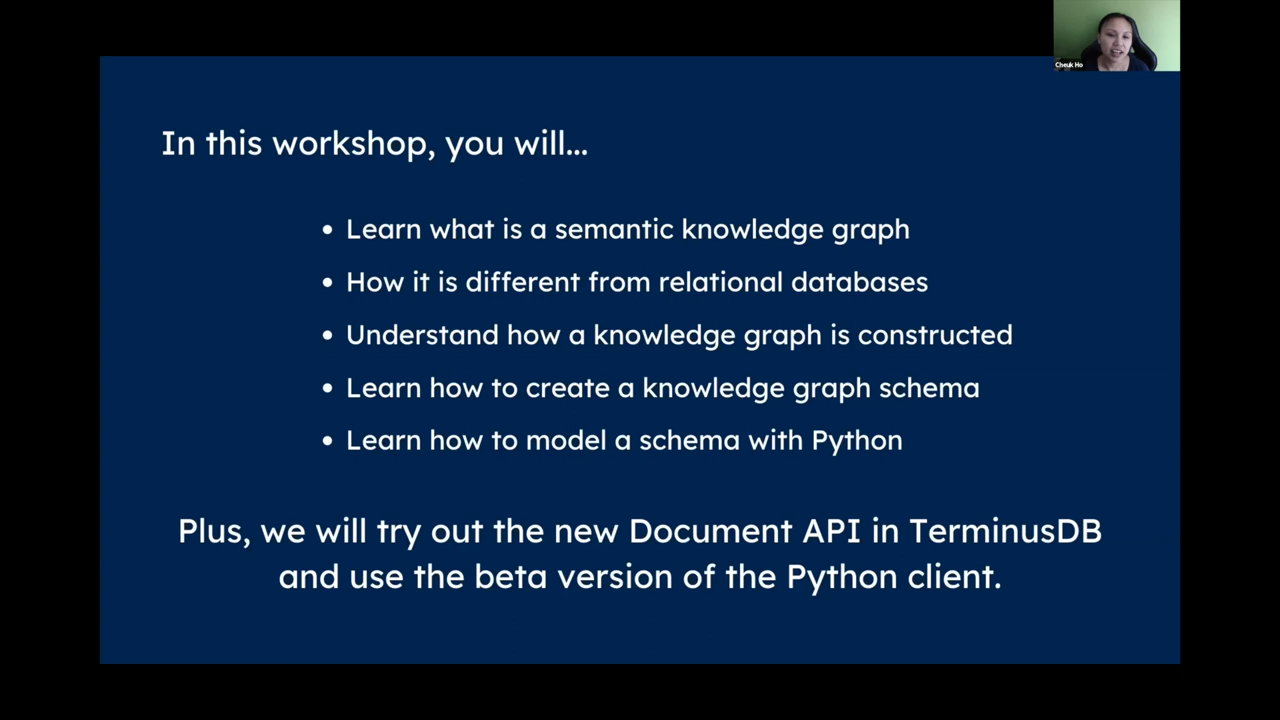 Cheuk Ho
In this workshop, you will...
• Learn what is a semantic knowledge graph
• How it is different from relational databases
• Understand how a knowledge graph is constructed
• Learn how to create a knowledge graph schema
• Learn how to model a schema with Python
Plus, we will try out the new Document API in TerminusDB
and use the beta version of the Python client.